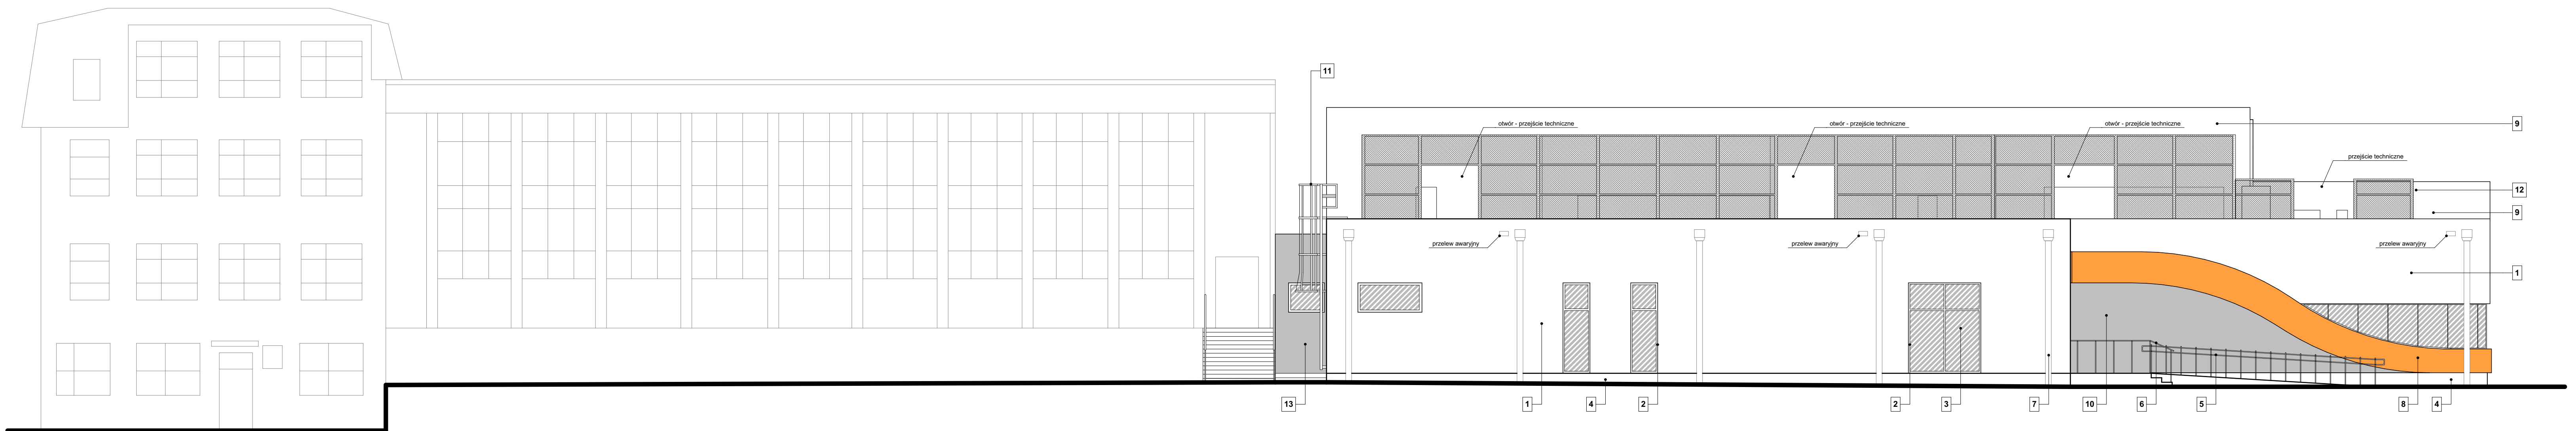 11
otwór - przejście techniczne
otwór - przejście techniczne
otwór - przejście techniczne
9
przejście techniczne
12
9
przelew awaryjny
przelew awaryjny
przelew awaryjny
1
13
1
4
2
2
3
7
10
6
5
8
4